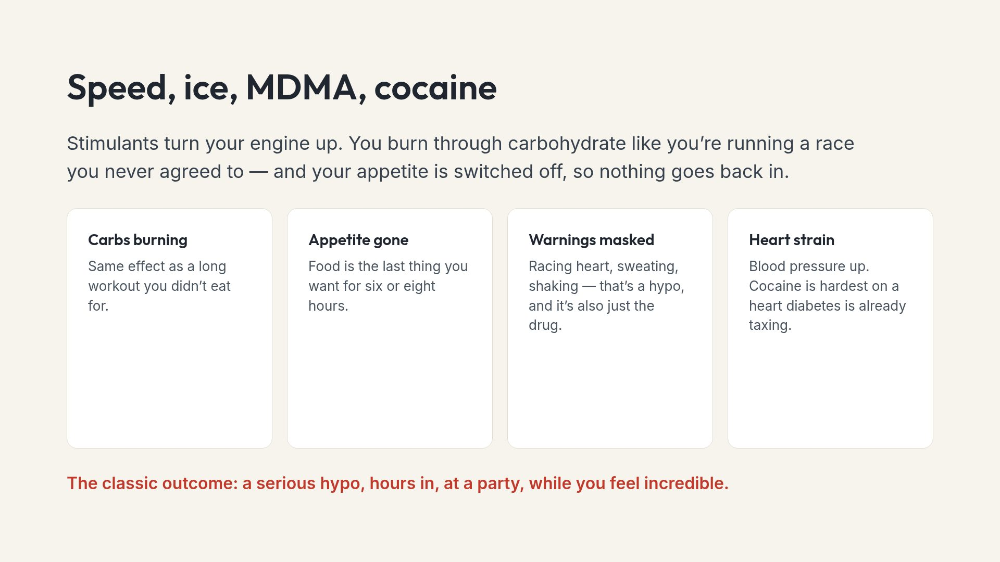 Speed, ice, MDMA, cocaine
Stimulants turn your engine up. You burn through carbohydrate like you’re running a race
you never agreed to — and your appetite is switched off, so nothing goes back in.
Carbs burning
Same effect as a long
workout you didn’t eat
for.
Appetite gone
Food is the last thing you
want for six or eight
hours.
Warnings masked
Racing heart, sweating,
shaking — that’s a hypo,
and it’s also just the
drug.
Heart strain
Blood pressure up.
Cocaine is hardest on a
heart diabetes is already
taxing.
The classic outcome: a serious hypo, hours in, at a party, while you feel incredible.